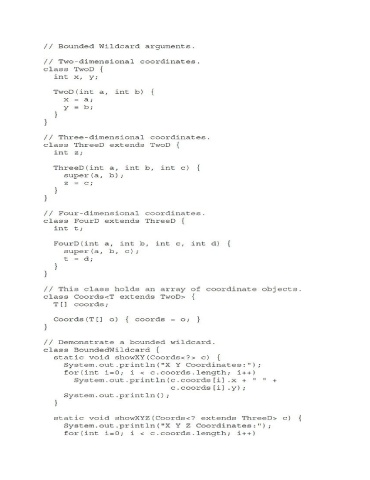 // Bounded Wildcard arguments.
// Two-dimensional coordinates.
class TwoD {
int x, y;
TwoD(int a, int b) {
x = a;
y = b;
}
}
// Three-dimensional coordinates.
class ThreeD extends TwoD {
int z;
ThreeD(int a, int b, int c) {
super(a, b);
z = c;
}
}
// Four-dimensional coordinates.
class FourD extends ThreeD {
int t;
FourD(int a, int b, int c, int d) {
super(a, b, c);
t = d;
}
}
// This class holds an array of coordinate objects.
class Coords<T extends TwoD> {
T[] coords;
Coords(T[] o) { coords = o; }
}
// Demonstrate a bounded wildcard.
class BoundedWildcard {
static void showXY(Coords<?> c) {
System.out.println("X Y Coordinates:");
for(int i=0; i < c.coords.length; i++)
System.out.println(c.coords[i].x + " " +
c.coords[i].y);
System.out.println();
}
static void showXYZ(Coords<? extends ThreeD> c) {
System.out.println("X Y Z Coordinates:");
for(int i=0; i < c.coords.length; i++)